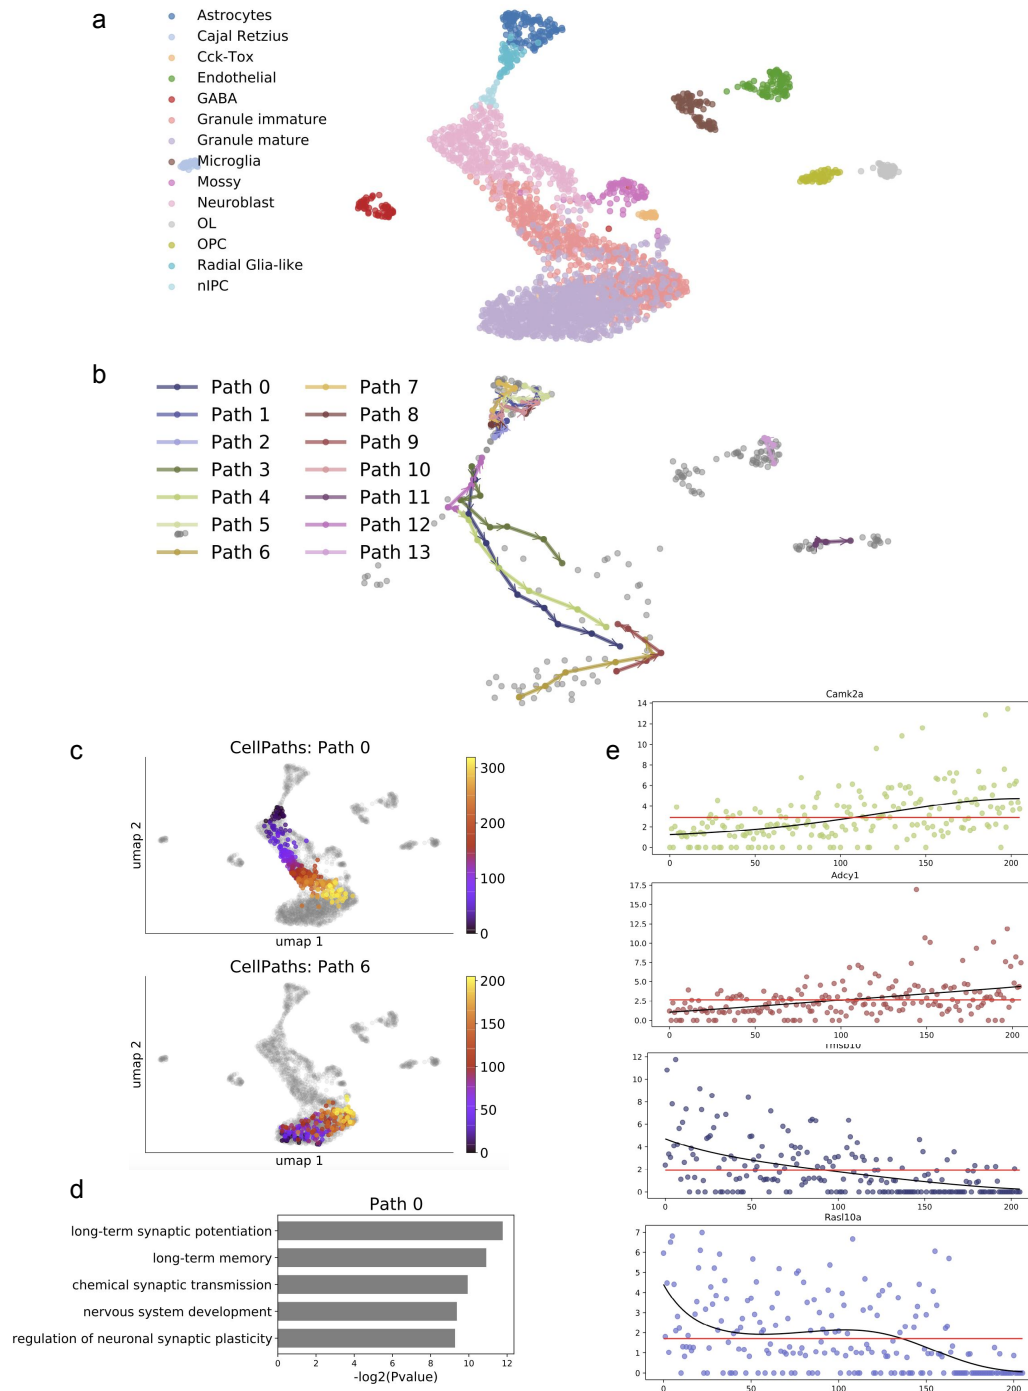 a
Astrocytes
Cajal Retzius
Cck-Tox
Endothelial
GABA
Granule immature
Granule mature
Microglia
Mossy
Neuroblast
OL
OPC
Radial Glia-like
nIPC
b
Path 0
Path 1
Path 2
Path 3
Path 4
Path 5
Path 6
Path 7
Path 8
Path 9
Path 10
Path 11
Path 12
Path 13
c
CellPaths: Path 0
umap 2
umap 1
300
200
100
0
CellPaths: Path 6
umap 2
umap 1
200
150
100
50
0
d
Path 0
long-term synaptic potentiation
long-term memory
chemical synaptic transmission
nervous system development
regulation of neuronal synaptic plasticity
0 2 4 6 8 10 12
-log2(Pvalue)
e
Camk2a
14
12
10
8
6
4
2
0
0 50 100 150 200
Adcy1
17.5
15.0
12.5
10.0
7.5
5.0
2.5
0.0
0 50 100 150 200
Tmsb10
12
10
8
6
4
2
0
0 50 100 150 200
Rasl10a
7
6
5
4
3
2
1
0
0 50 100 150 200